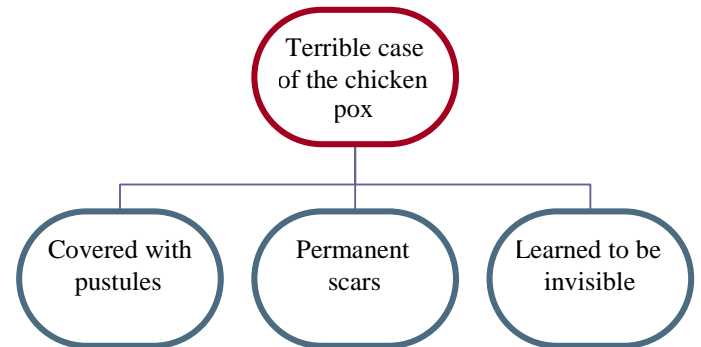 Terrible case
of the chicken
pox
Covered with
pustules
Permanent
scars
Learned to be
invisible